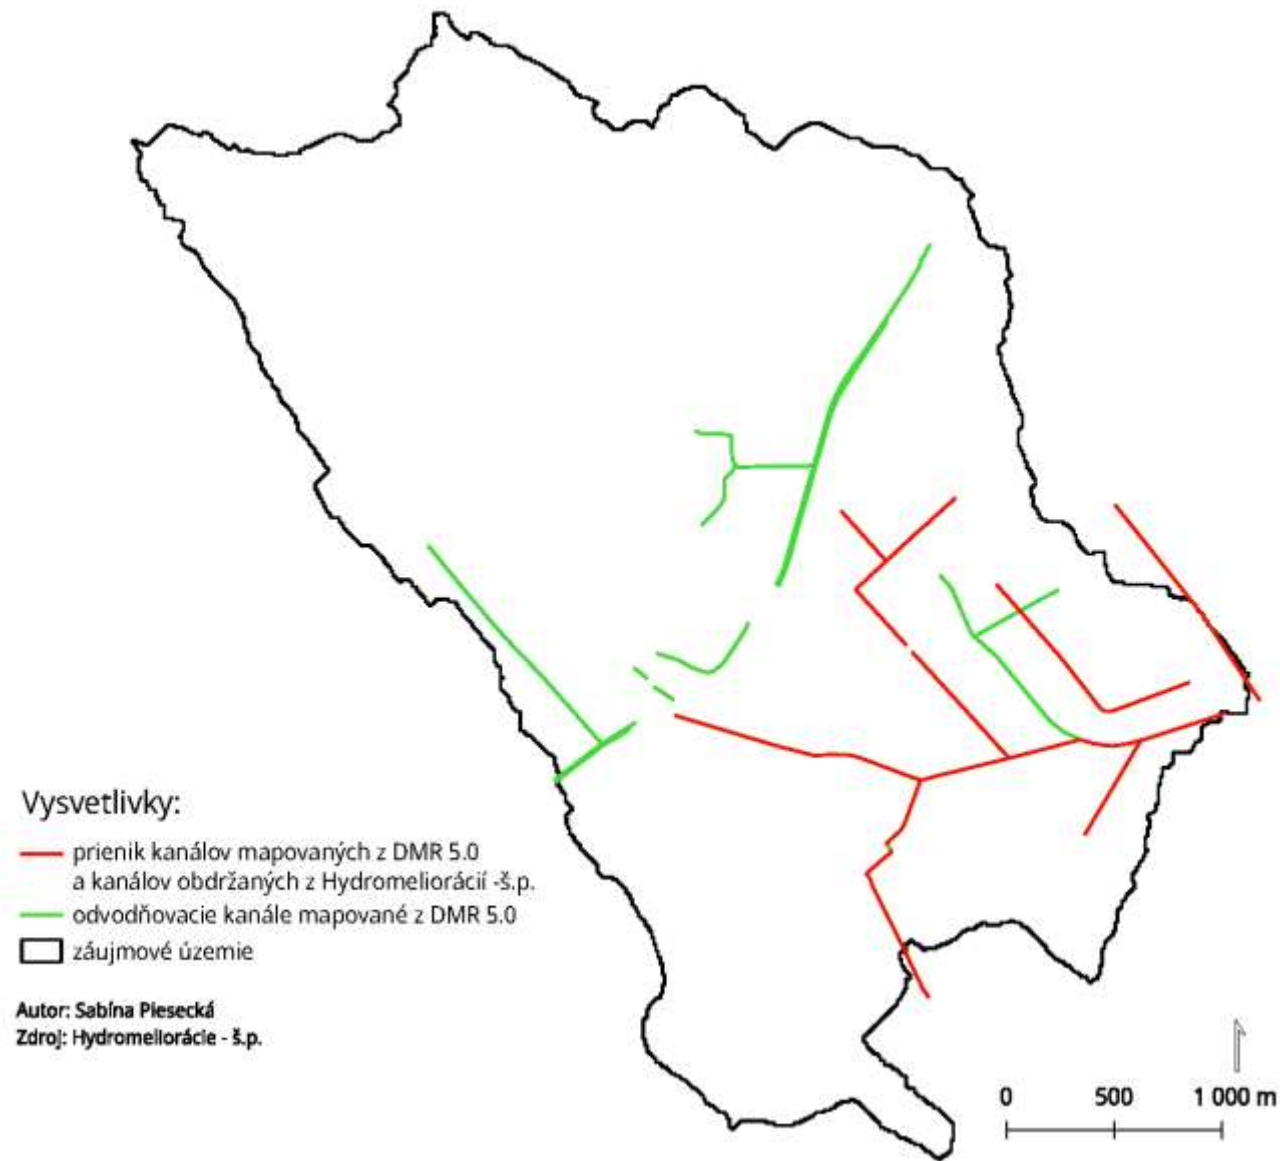 Vysvetlivky:
prienik kanálov mapovaných z DMR 5.0
a kanálov obdržaných z Hydromeliorácií -š.p.
odvodňovacie kanále mapované z DMR 5.0
záujmové územie
Autor: Sabína Piesecká
Zdroj: Hydromeliorácie - š.p.
0 500 1 000 m